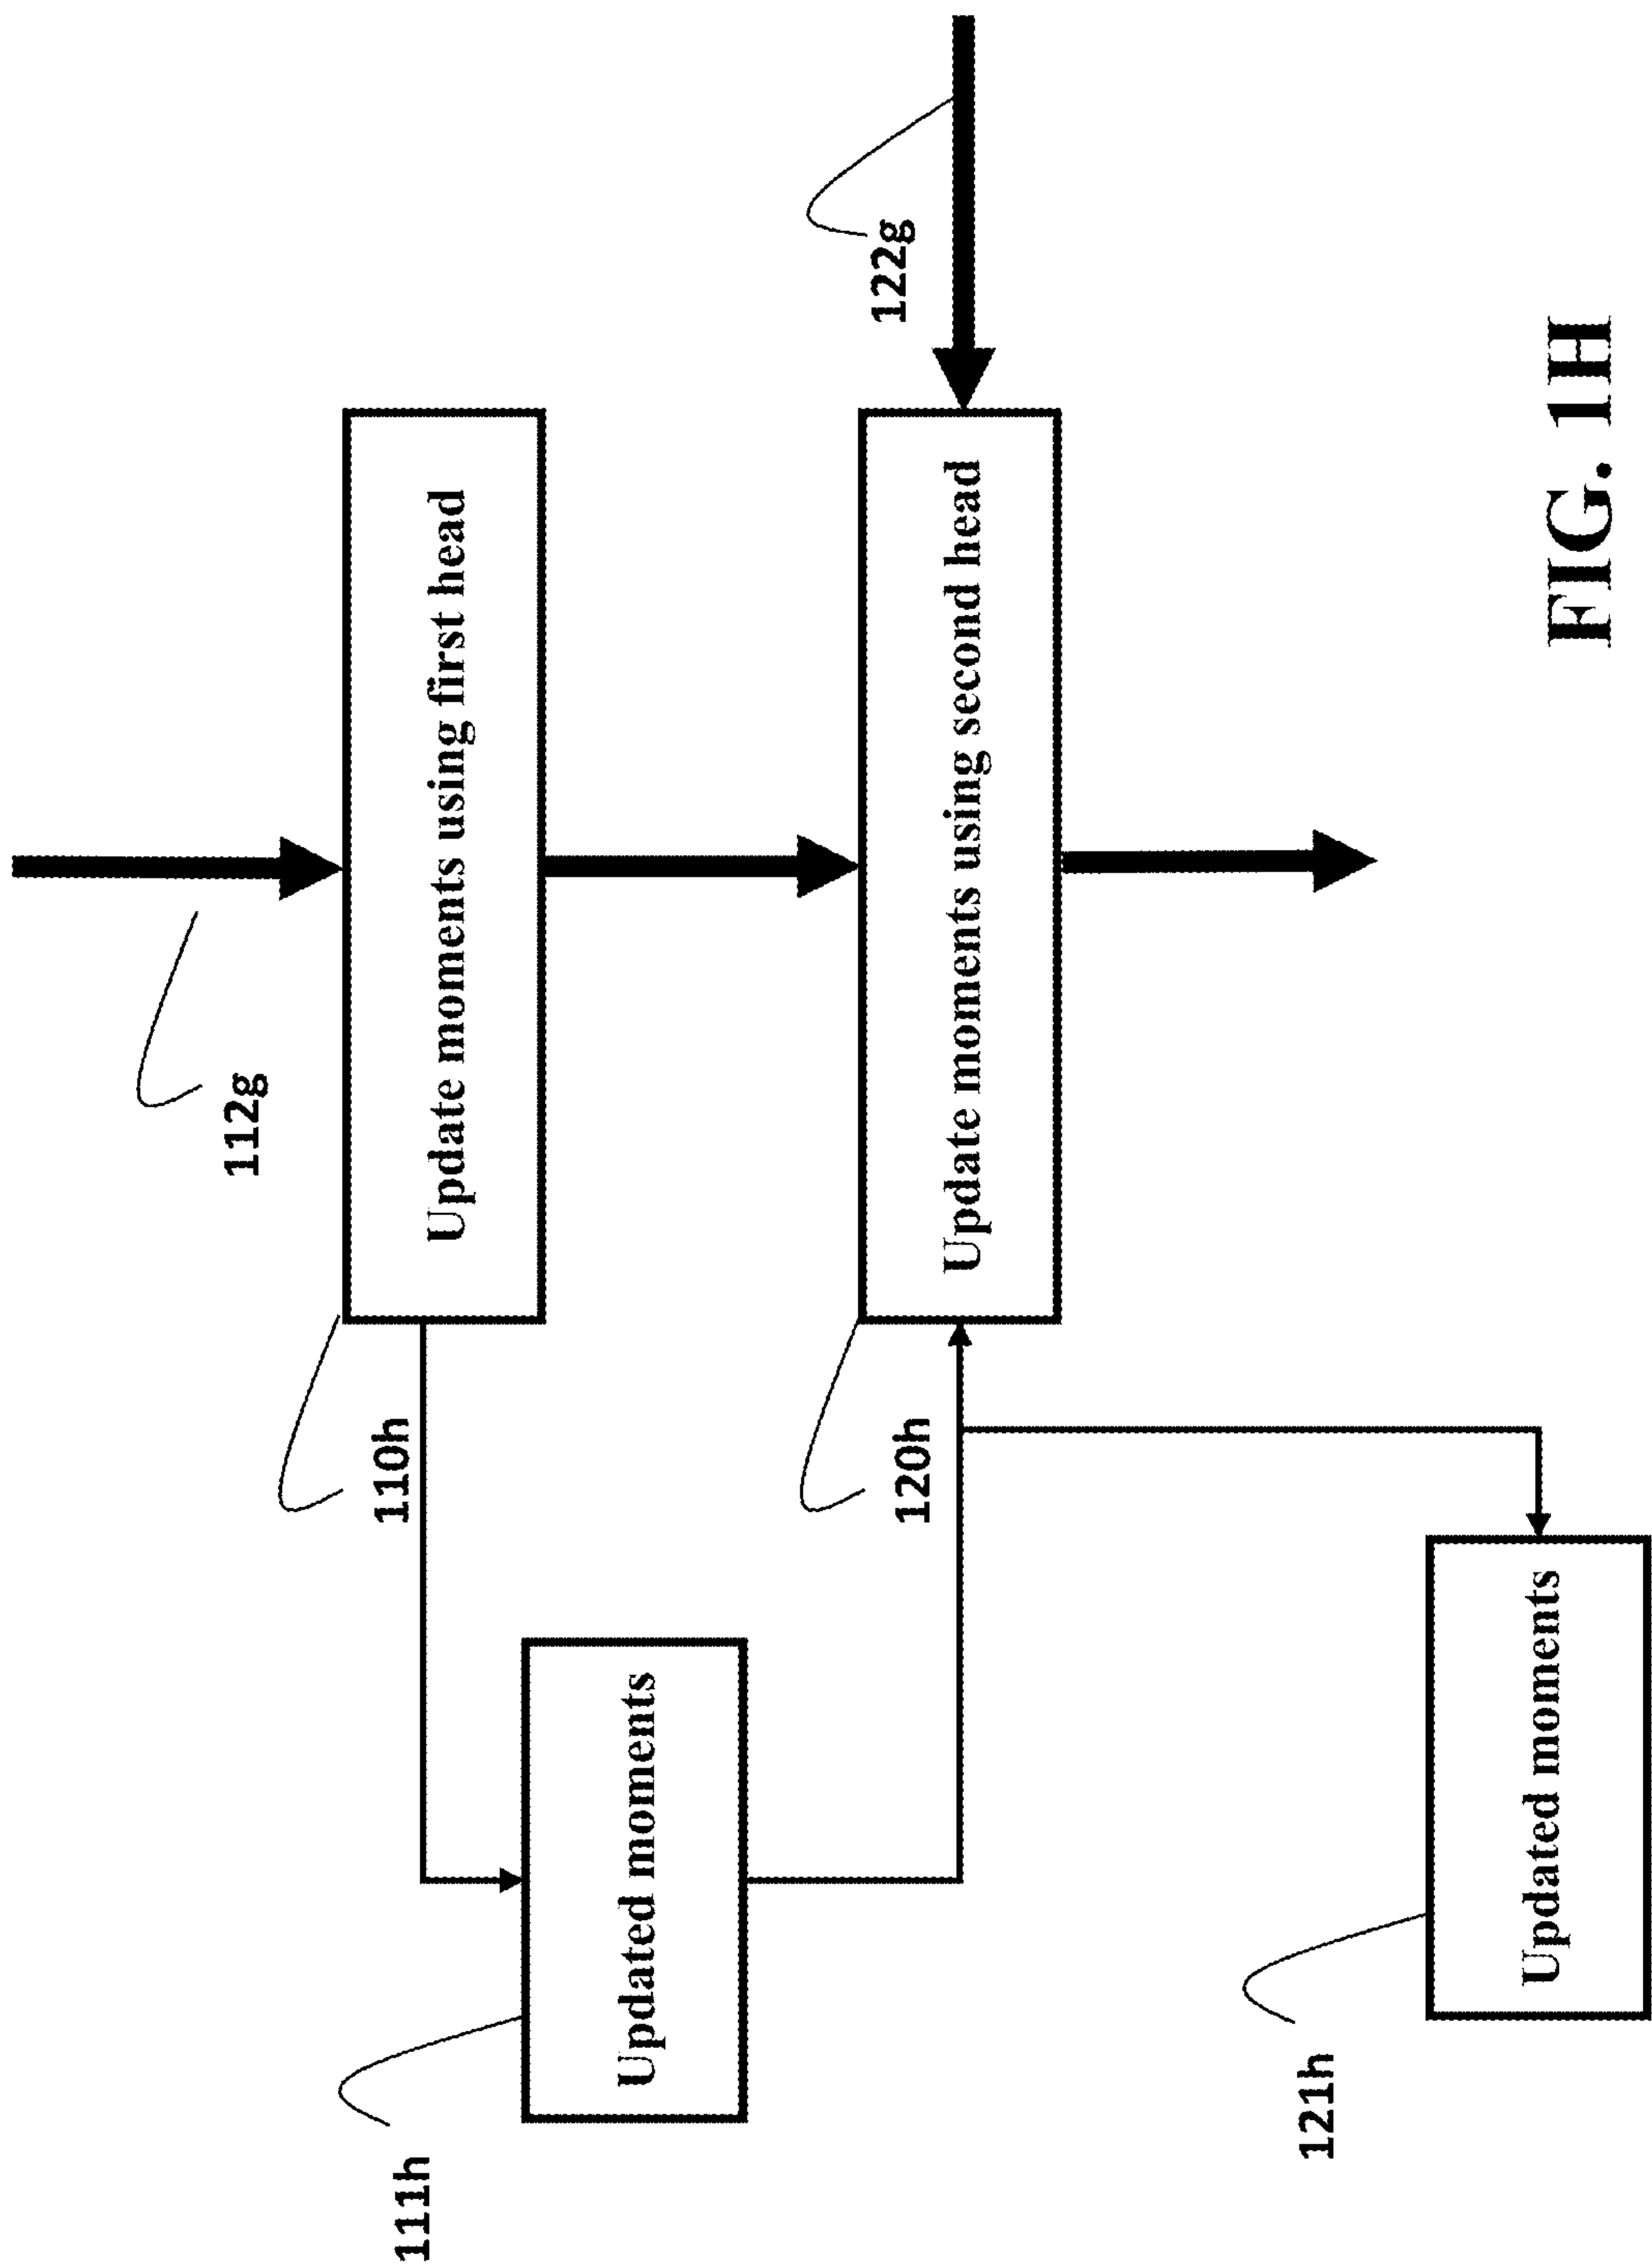 112g
110h
111h
Update moments using first head
Updated moments
122g
120h
Update moments using second head
121h
Updated moments
FIG. 1H